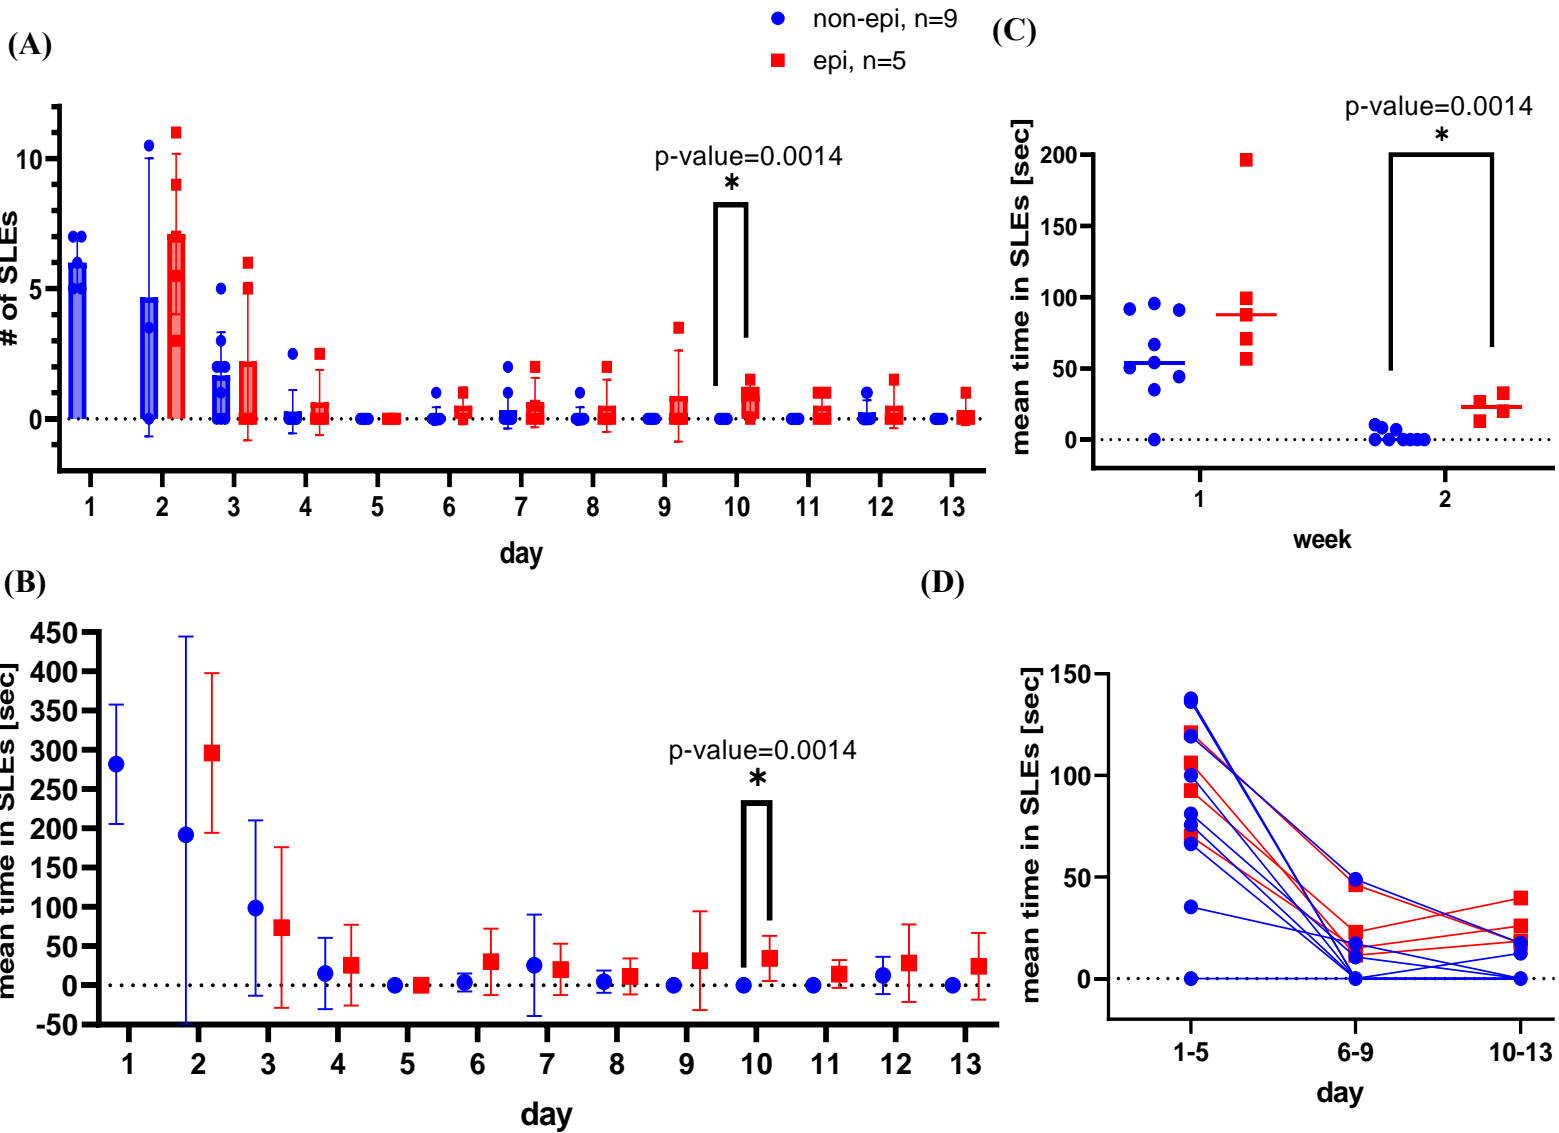 non-epi, n=9
epi, n=5
(A)
# of SLEs
10
5
0
p-value=0.0014
*
1 2 3 4 5 6 7 8 9 10 11 12 13
day
(C)
mean time in SLEs [sec]
200
150
100
50
0
p-value=0.0014
*
1 2
week
(B)
mean time in SLEs [sec]
450
400
350
300
250
200
150
100
50
0
-50
p-value=0.0014
*
1 2 3 4 5 6 7 8 9 10 11 12 13
day
(D)
mean time in SLEs [sec]
150
100
50
0
1-5 6-9 10-13
day